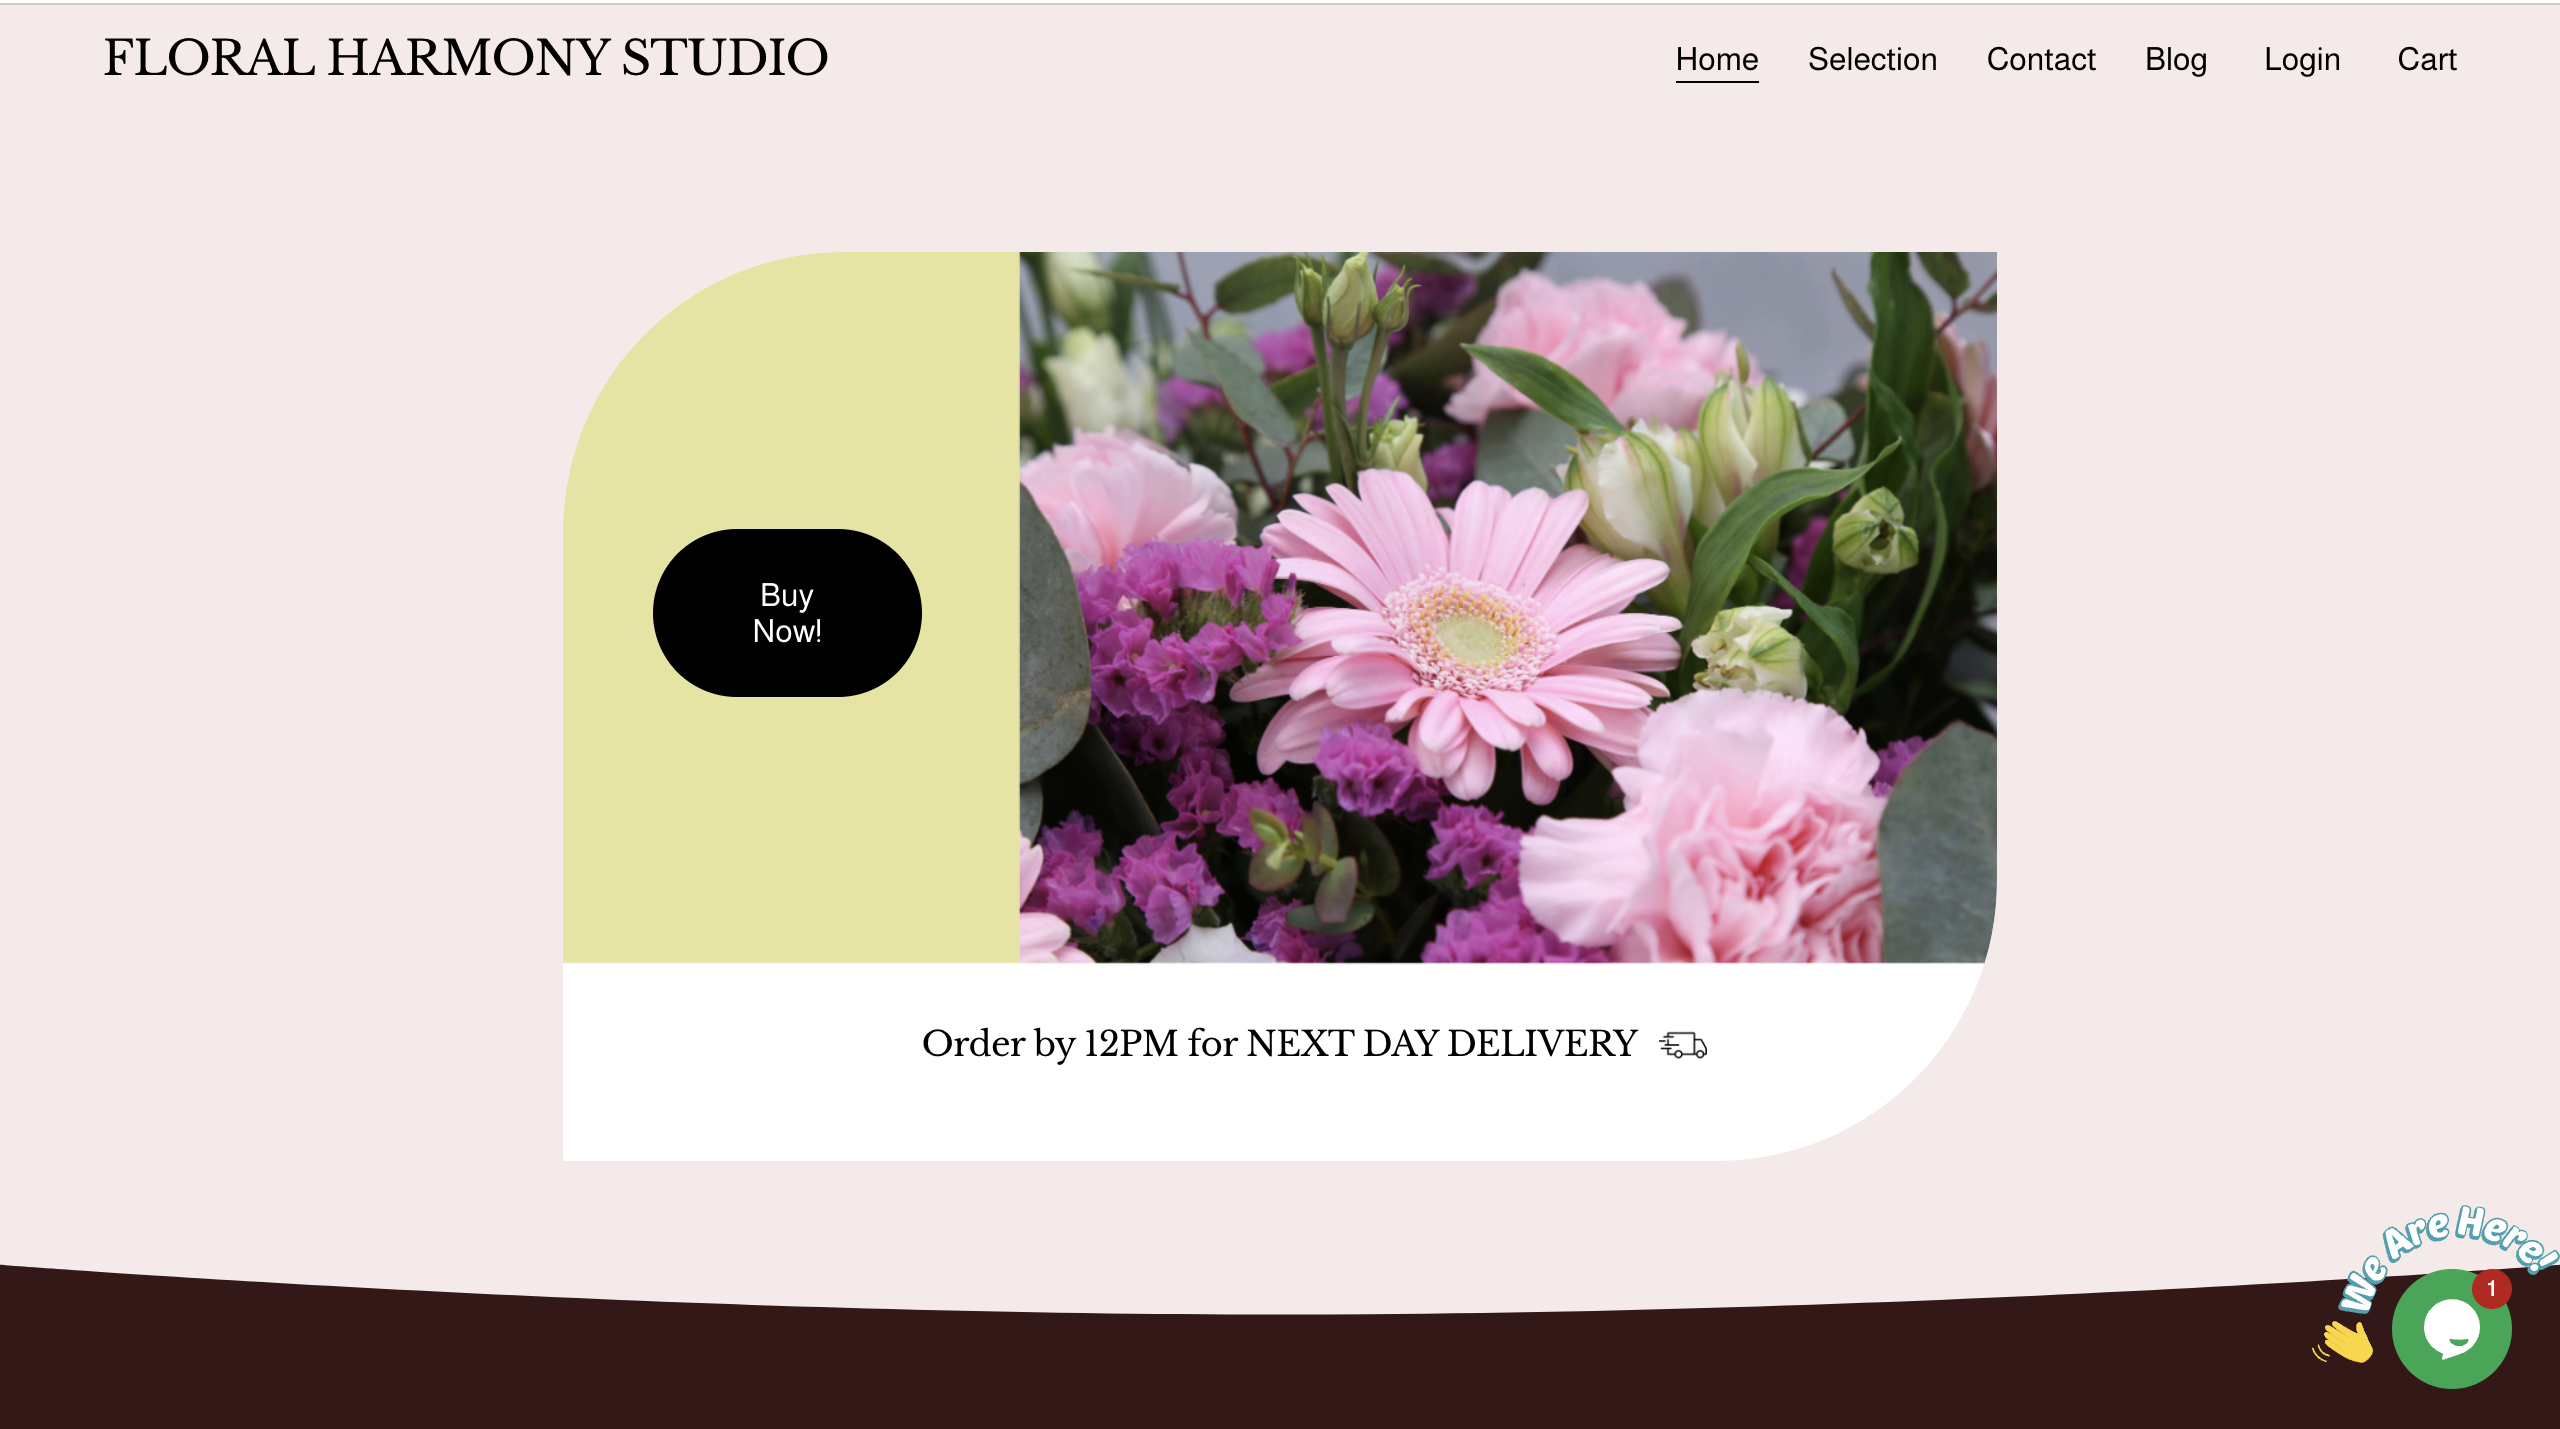 FLORAL HARMONY STUDIO
Home Selection Contact Blog Login Cart
Buy
Now!
Order by 12PM for NEXT DAY DELIVERY
We Are Here!
1